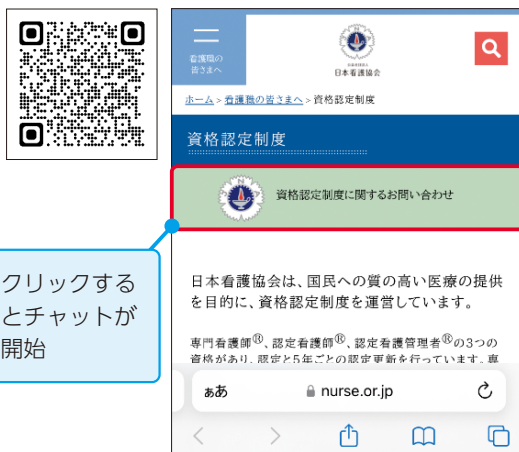 看護職の
皆さまへ
日本看護協会
ホーム > 看護職の皆さまへ > 資格認定制度
資格認定制度
資格認定制度に関するお問い合わせ
クリックする
とチャットが
開始
日本看護協会は、国民への質の高い医療の提供
を目的に、資格認定制度を運営しています。
専門看護師®、認定看護師®、認定看護管理者®の3つの
資格があり、認定と5年ごとの認定更新を行っています。専
ぁあ
nurse.or.jp